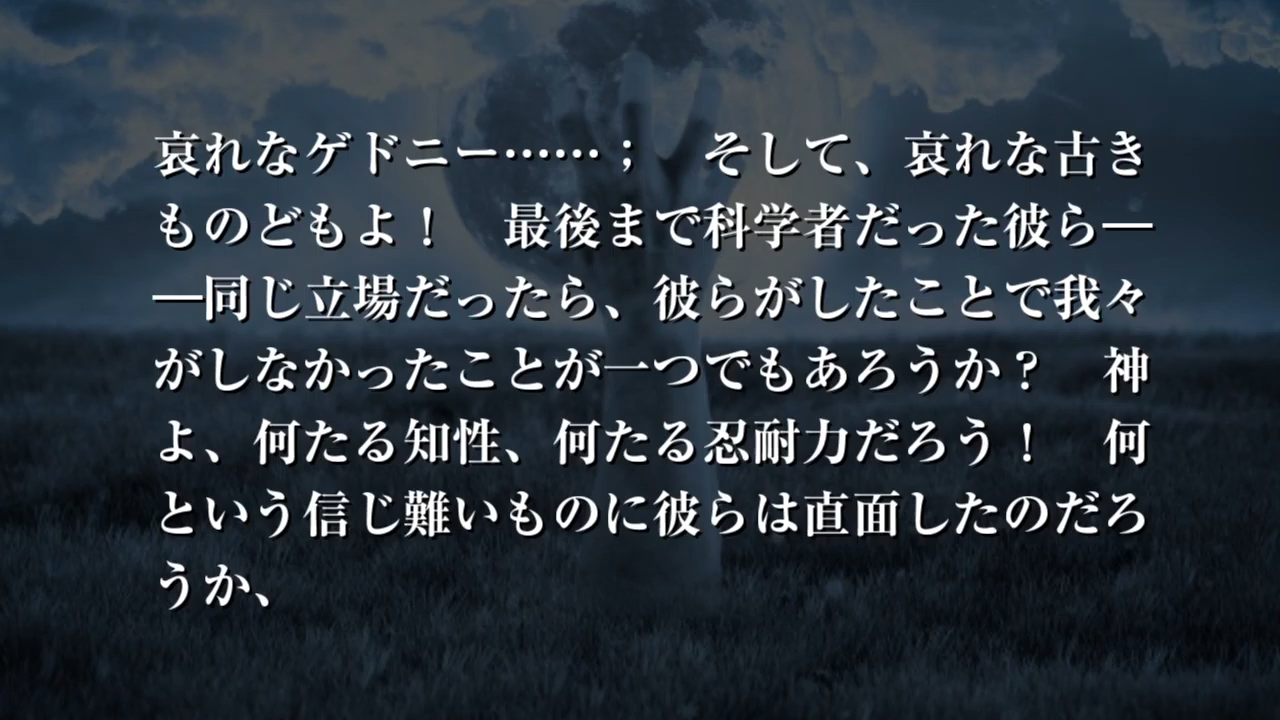 哀れなゲドニー……；　そして、哀れな古き
ものどもよ！　最後まで科学者だった彼ら―
―同じ立場だったら、彼らがしたことで我々
がしなかったことが一つでもあろうか？　神
よ、何たる知性、何たる忍耐力だろう！　何
という信じ難いものに彼らは直面したのだろ
うか、